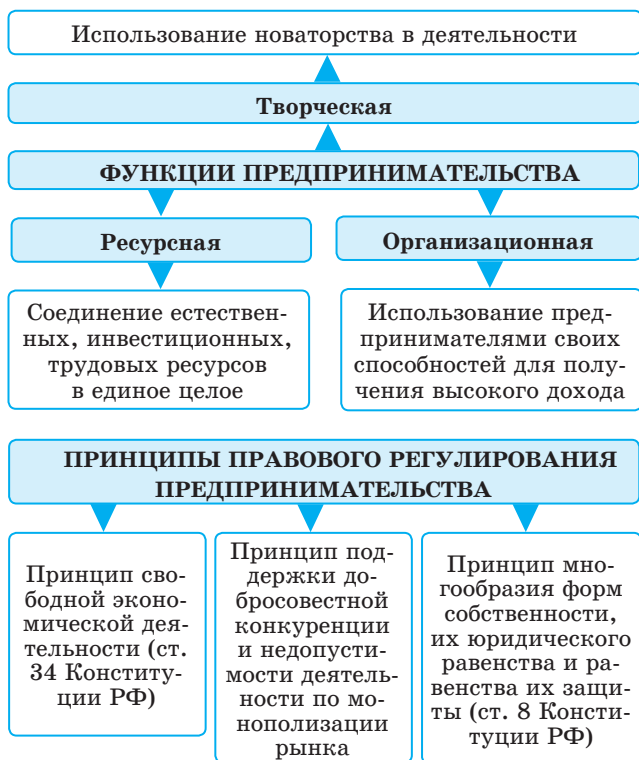 Использование новаторства в деятельности
Творческая
ФУНКЦИИ ПРЕДПРИНИМАТЕЛЬСТВА
Ресурсная
Организационная
Соединение естествен-
ных, инвестиционных,
трудовых ресурсов
в единое целое
Использование пред-
принимателями своих
способностей для полу-
чения высокого дохода
ПРИНЦИПЫ ПРАВОВОГО РЕГУЛИРОВАНИЯ
ПРЕДПРИНИМАТЕЛЬСТВА
Принцип сво-
бодной эконо-
мической дея-
тельности (ст.
34 Конститу-
ции РФ)
Принцип под-
держки до-
бросовестной
конкуренции
и недопусти-
мости деятель-
ности по мо-
нополизации
рынка
Принцип мно-
гообразия форм
собственности,
их юридического
равенства и ра-
венства их защи-
ты (ст. 8 Консти-
туции РФ)